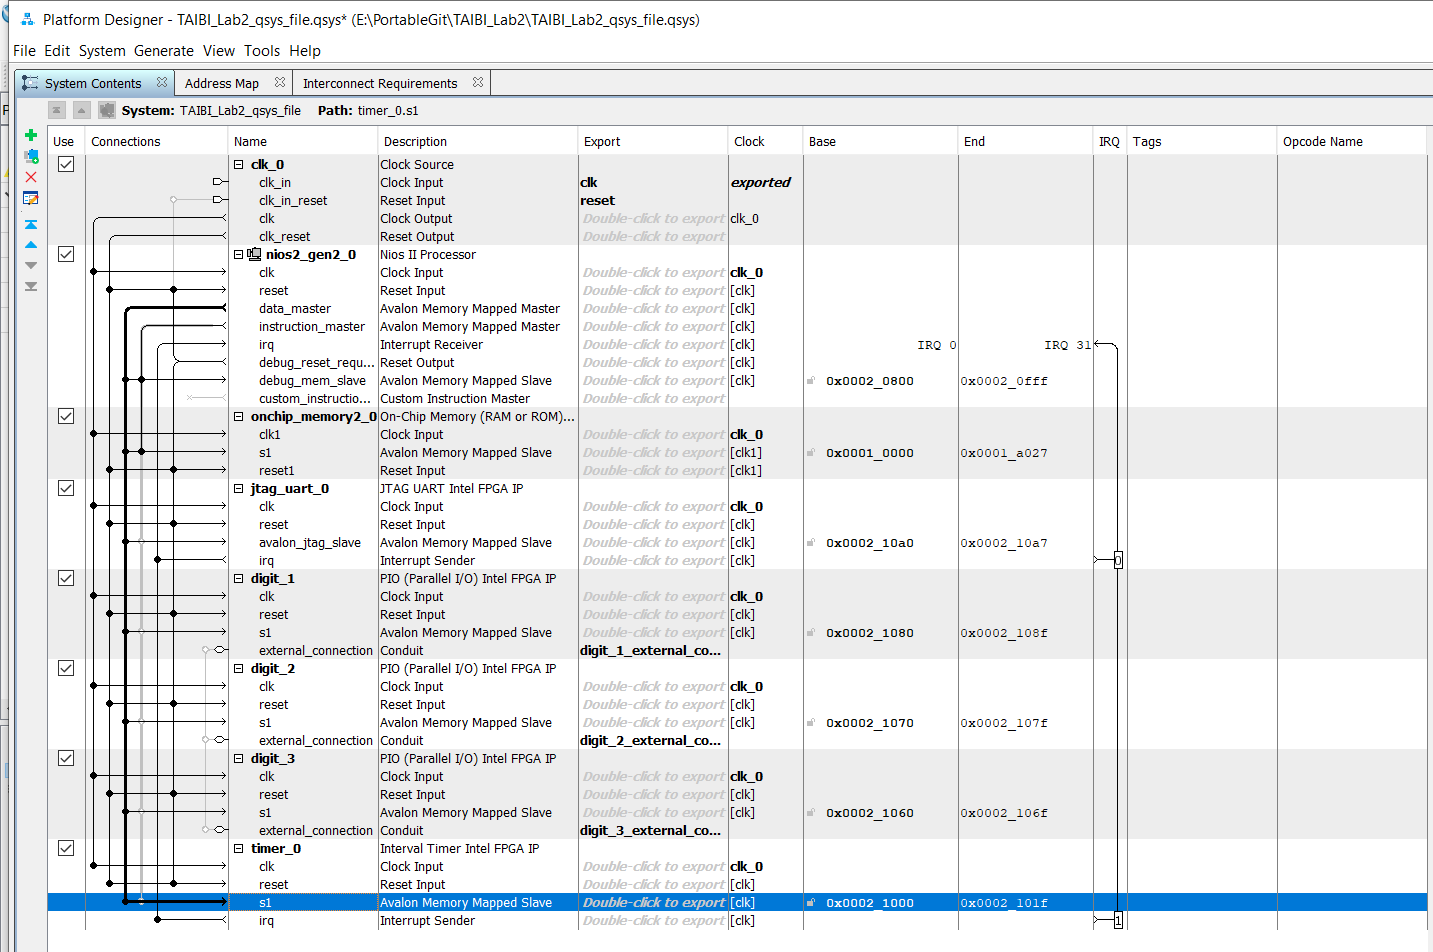 Platform Designer - TAIBI_Lab2_qsys_file.qsys* (E:\PortableGit\TAIBI_Lab2\TAIBI_Lab2_qsys_file.qsys)
File Edit System Generate View Tools Help
System Contents Address Map Interconnect Requirements
System: TAIBI_Lab2_qsys_file Path: timer_0.s1
Use Connections Name Description Export Clock Base End IRQ Tags Opcode Name
clk_0 Clock Source
clk_in Clock Input clk exported
clk_in_reset Reset Input reset
clk Clock Output Double-click to export clk_0
clk_reset Reset Output Double-click to export
nios2_gen2_0 Nios II Processor
clk Clock Input Double-click to export clk_0
reset Reset Input Double-click to export [clk]
data_master Avalon Memory Mapped Master Double-click to export [clk]
instruction_master Avalon Memory Mapped Master Double-click to export [clk]
irq Interrupt Receiver Double-click to export [clk] IRQ 0 IRQ 31
debug_reset_requ... Reset Output Double-click to export [clk]
debug_mem_slave Avalon Memory Mapped Slave Double-click to export [clk] 0x0002_0800 0x0002_0fff
custom_instructio... Custom Instruction Master Double-click to export
onchip_memory2_0 On-Chip Memory (RAM or ROM)...
clk1 Clock Input Double-click to export clk_0
s1 Avalon Memory Mapped Slave Double-click to export [clk1] 0x0001_0000 0x0001_a027
reset1 Reset Input Double-click to export [clk1]
jtag_uart_0 JTAG UART Intel FPGA IP
clk Clock Input Double-click to export clk_0
reset Reset Input Double-click to export [clk]
avalon_jtag_slave Avalon Memory Mapped Slave Double-click to export [clk] 0x0002_10a0 0x0002_10a7
irq Interrupt Sender Double-click to export [clk] 0
digit_1 PIO (Parallel I/O) Intel FPGA IP
clk Clock Input Double-click to export clk_0
reset Reset Input Double-click to export [clk]
s1 Avalon Memory Mapped Slave Double-click to export [clk] 0x0002_1080 0x0002_108f
external_connection Conduit digit_1_external_co...
digit_2 PIO (Parallel I/O) Intel FPGA IP
clk Clock Input Double-click to export clk_0
reset Reset Input Double-click to export [clk]
s1 Avalon Memory Mapped Slave Double-click to export [clk] 0x0002_1070 0x0002_107f
external_connection Conduit digit_2_external_co...
digit_3 PIO (Parallel I/O) Intel FPGA IP
clk Clock Input Double-click to export clk_0
reset Reset Input Double-click to export [clk]
s1 Avalon Memory Mapped Slave Double-click to export [clk] 0x0002_1060 0x0002_106f
external_connection Conduit digit_3_external_co...
timer_0 Interval Timer Intel FPGA IP
clk Clock Input Double-click to export clk_0
reset Reset Input Double-click to export [clk]
s1 Avalon Memory Mapped Slave Double-click to export [clk] 0x0002_1000 0x0002_101f
irq Interrupt Sender Double-click to export [clk] 1